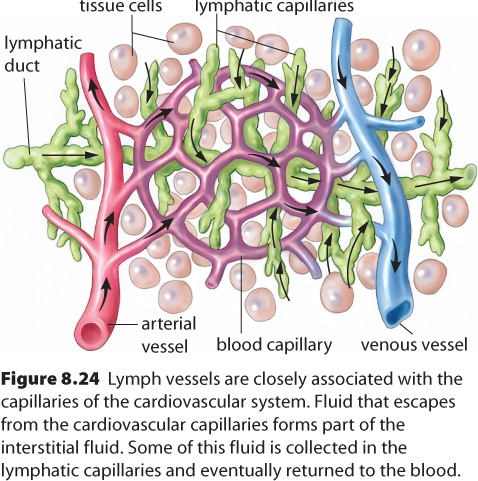 tissue cells
lymphatic capillaries
lymphatic
duct
arterial
vessel
blood capillary
venous vessel
Figure 8.24 Lymph vessels are closely associated with the
capillaries of the cardiovascular system. Fluid that escapes
from the cardiovascular capillaries forms part of the
interstitial fluid. Some of this fluid is collected in the
lymphatic capillaries and eventually returned to the blood.